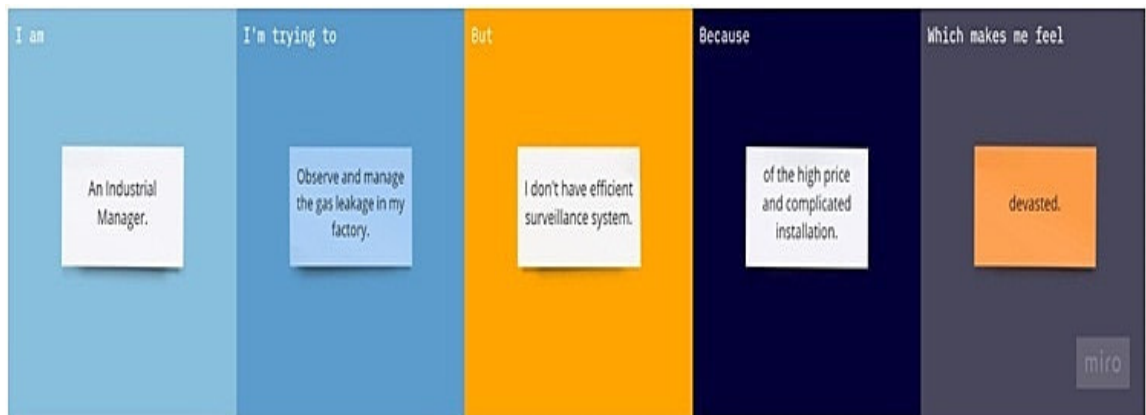 I am
An Industrial
Manager.
I'm trying to
Observe and manage
the gas leakage in my
factory.
But
I don't have efficient
surveillance system.
Because
of the high price
and complicated
installation.
Which makes me feel
devasted.
miro